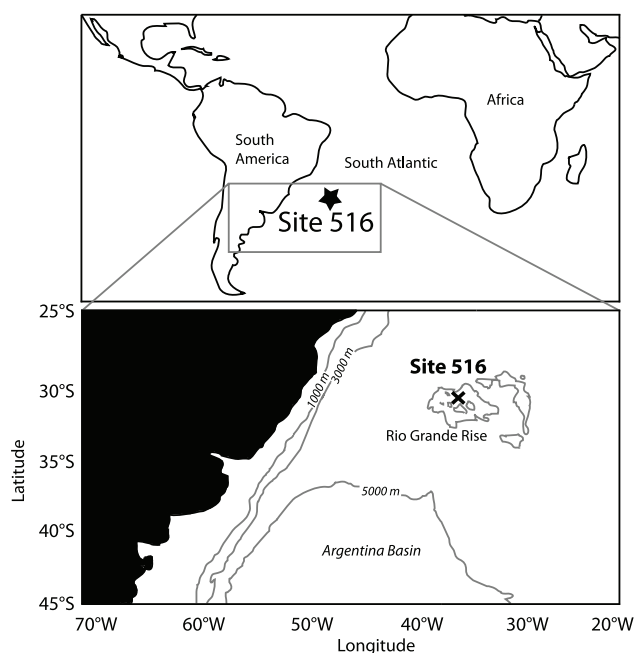 Africa
South
America
South Atlantic
Site 516
25°S
30°S
35°S
40°S
45°S
Latitude
1000 m
3000 m
Site 516
Rio Grande Rise
5000 m
Argentina Basin
70°W
60°W
50°W
40°W
30°W
20°W
Longitude